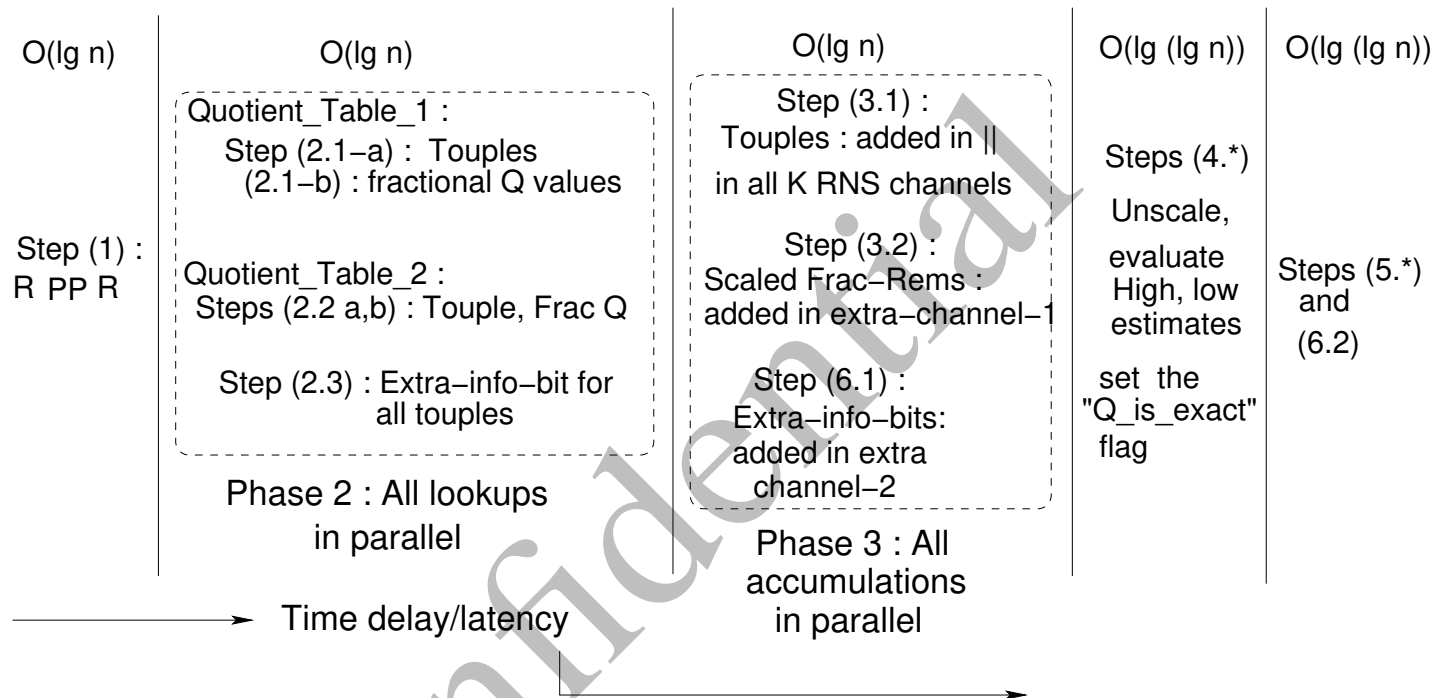 O(lg n)
Step (1) :
R PP R
O(lg n)
Quotient_Table_1 :
Step (2.1−a) : Touples
(2.1−b) : fractional Q values
Quotient_Table_2 :
Steps (2.2 a,b) : Touple, Frac Q
Step (2.3) : Extra−info−bit for
all touples
Phase 2 : All lookups
in parallel
O(lg n)
Step (3.1) :
Touples : added in ||
in all K RNS channels
Step (3.2) :
Scaled Frac−Rems :
added in extra−channel−1
Step (6.1) :
Extra−info−bits:
added in extra
channel−2
Phase 3 : All
accumulations
in parallel
O(lg (lg n))
Steps (4.*)
Unscale,
evaluate
High, low
estimates
set the
"Q_is_exact"
flag
O(lg (lg n))
Steps (5.*)
and
(6.2)
Time delay/latency
nfidential